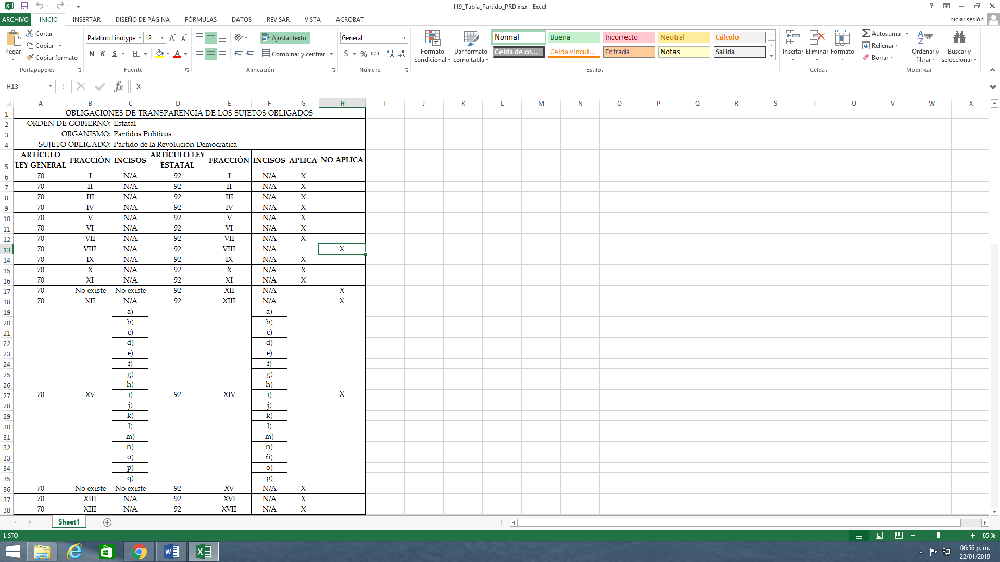 119_Tabla_Partido_PRD.xlsx - Excel
?
ARCHIVO INICIO INSERTAR DISEÑO DE PÁGINA FÓRMULAS DATOS REVISAR VISTA ACROBAT Iniciar sesión
Pegar
Cortar
Copiar
Copiar formato
Portapapeles
Palatino Linotype 12
N K S
Fuente
Ajustar texto
Combinar y centrar
Alineación
General
$ % 000
Número
Formato condicional
Dar formato como tabla
Normal Buena Incorrecto Neutral Cálculo
Celda de co... Celda vincul... Entrada Notas Salida
Estilos
Insertar Eliminar Formato
Celdas
Autosuma
Rellenar
Borrar
Ordenar y filtrar
Buscar y seleccionar
Modificar
H13 fx X
A B C D E F G H I J K L M N O P Q R S T U V W X
1 OBLIGACIONES DE TRANSPARENCIA DE LOS SUJETOS OBLIGADOS
2 ORDEN DE GOBIERNO: Estatal
3 ORGANISMO: Partidos Políticos
4 SUJETO OBLIGADO: Partido de la Revolución Democrática
5 ARTÍCULO LEY GENERAL FRACCIÓN INCISOS ARTÍCULO LEY ESTATAL FRACCIÓN INCISOS APLICA NO APLICA
6 70 I N/A 92 I N/A X
7 70 II N/A 92 II N/A X
8 70 III N/A 92 III N/A X
9 70 IV N/A 92 IV N/A X
10 70 V N/A 92 V N/A X
11 70 VI N/A 92 VI N/A X
12 70 VII N/A 92 VII N/A X
13 70 VIII N/A 92 VIII N/A X
14 70 IX N/A 92 IX N/A X
15 70 X N/A 92 X N/A X
16 70 XI N/A 92 XI N/A X
17 70 No existe No existe 92 XII N/A X
18 70 XII N/A 92 XIII N/A X
19 a) a)
20 b) b)
21 c) c)
22 d) d)
23 e) e)
24 f) f)
25 g) g)
26 h) h)
27 70 XV i) 92 XIV i) X
28 j) j)
29 k) k)
30 l) l)
31 m) m)
32 n) n)
33 o) ñ)
34 p) o)
35 q) p)
36 70 No existe No existe 92 XV N/A X
37 70 XIII N/A 92 XVI N/A X
38 70 XIII N/A 92 XVII N/A X
Sheet1
LISTO 85 %
06:56 p. m.
22/01/2019